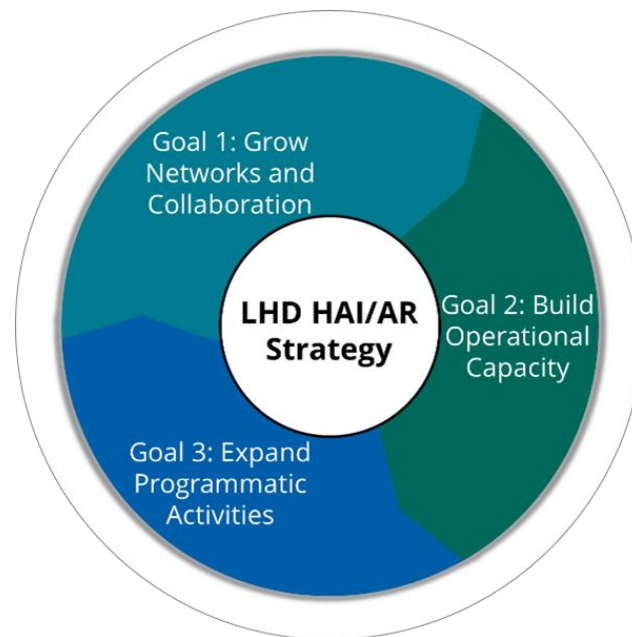 Goal 1: Grow
Networks and
Collaboration
LHD HAI/AR
Strategy
Goal 2: Build
Operational
Capacity
Goal 3: Expand
Programmatic
Activities